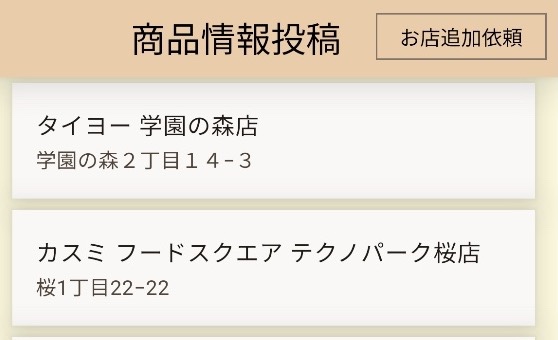 商品情報投稿
お店追加依頼
タイヨー 学園の森店
学園の森２丁目１４−３
カスミ フードスクエア テクノパーク桜店
桜1丁目22−22